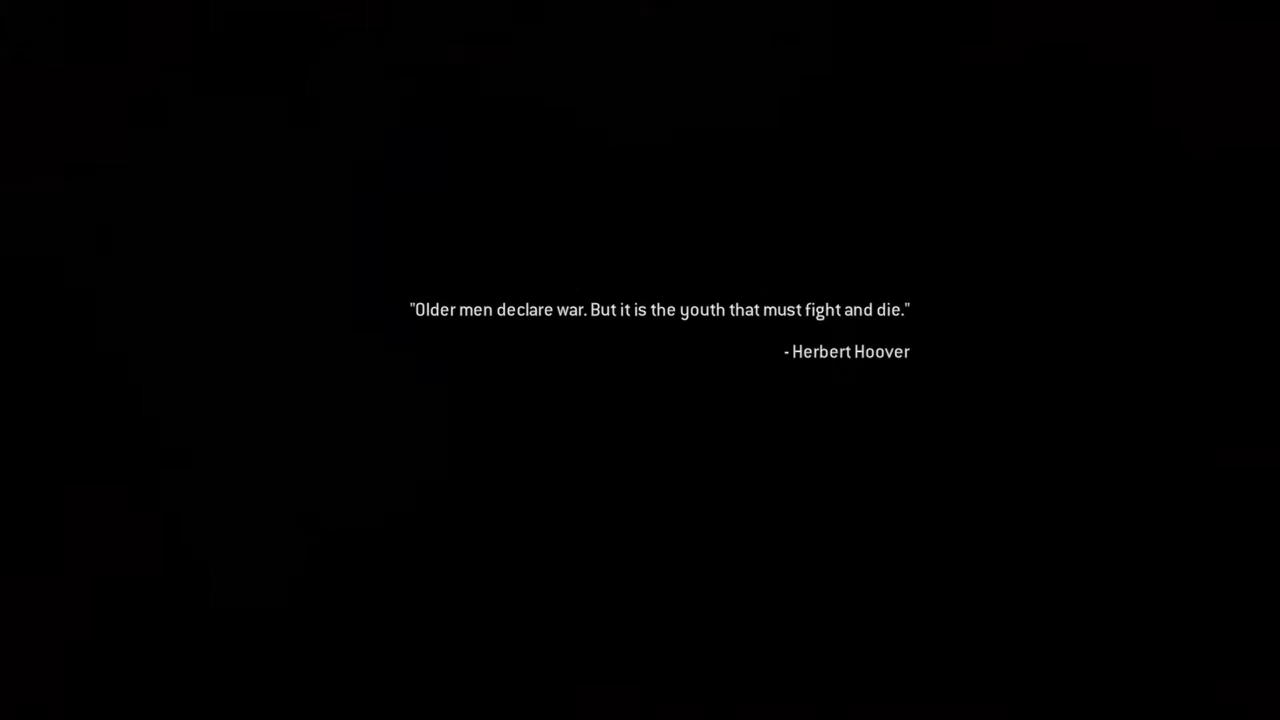 "Older men declare war. But it is the youth that must fight and die."
- Herbert Hoover